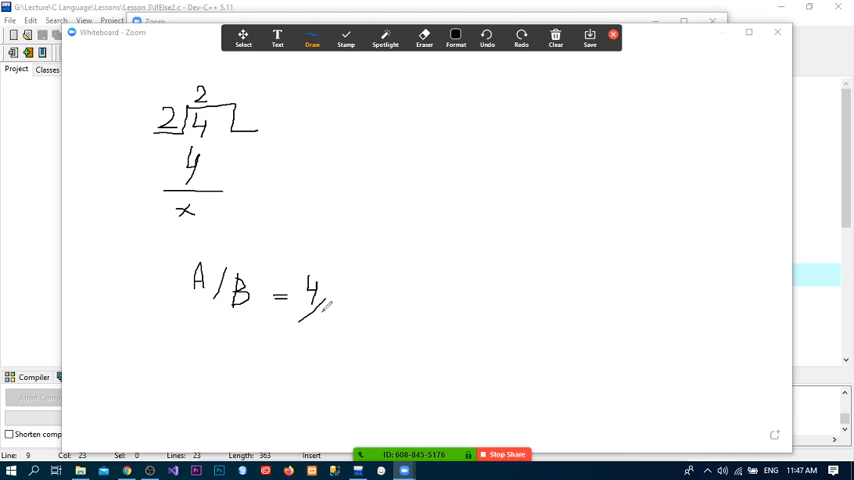 G:\Lecture\C Language\Lessons\Lesson 3\IfElse2.c - Dev-C++ 5.11
File Edit Search View Project
Zoom
Whiteboard - Zoom
Select Text Draw Stamp Spotlight Eraser Format Undo Redo Clear Save
Project Classes
2
2 4
4
x
A/B = 4/
Compiler
Abort Comp
Shorten comp
Line: 9 Col: 23 Sel: 0 Lines: 23 Length: 363 Insert
ID: 608-845-5176 Stop Share
ENG 11:47 AM